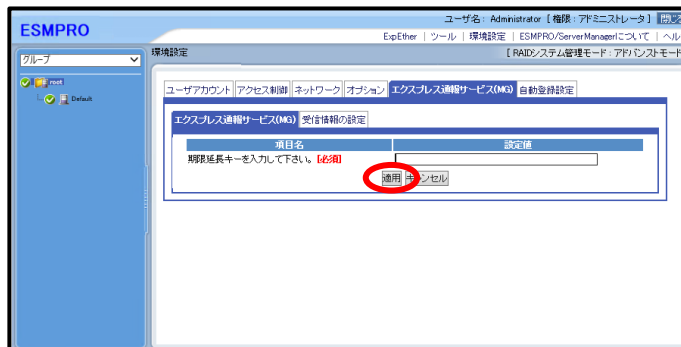 ユーザ名: Administrator [権限:アドミニストレータ] 閉じる
ESMPRO
ExpEther | ツール | 環境設定 | ESMPRO/ServerManagerについて | ヘル
グループ
環境設定
[RAIDシステム管理モード:アドバンストモード
root
Default
ユーザアカウント アクセス制御 ネットワーク オプション エクスプレス通報サービス(MG) 自動登録設定
エクスプレス通報サービス(MG) 受信情報の設定
項目名 設定値
期限延長キーを入力して下さい。[必須]
適用 キャンセル